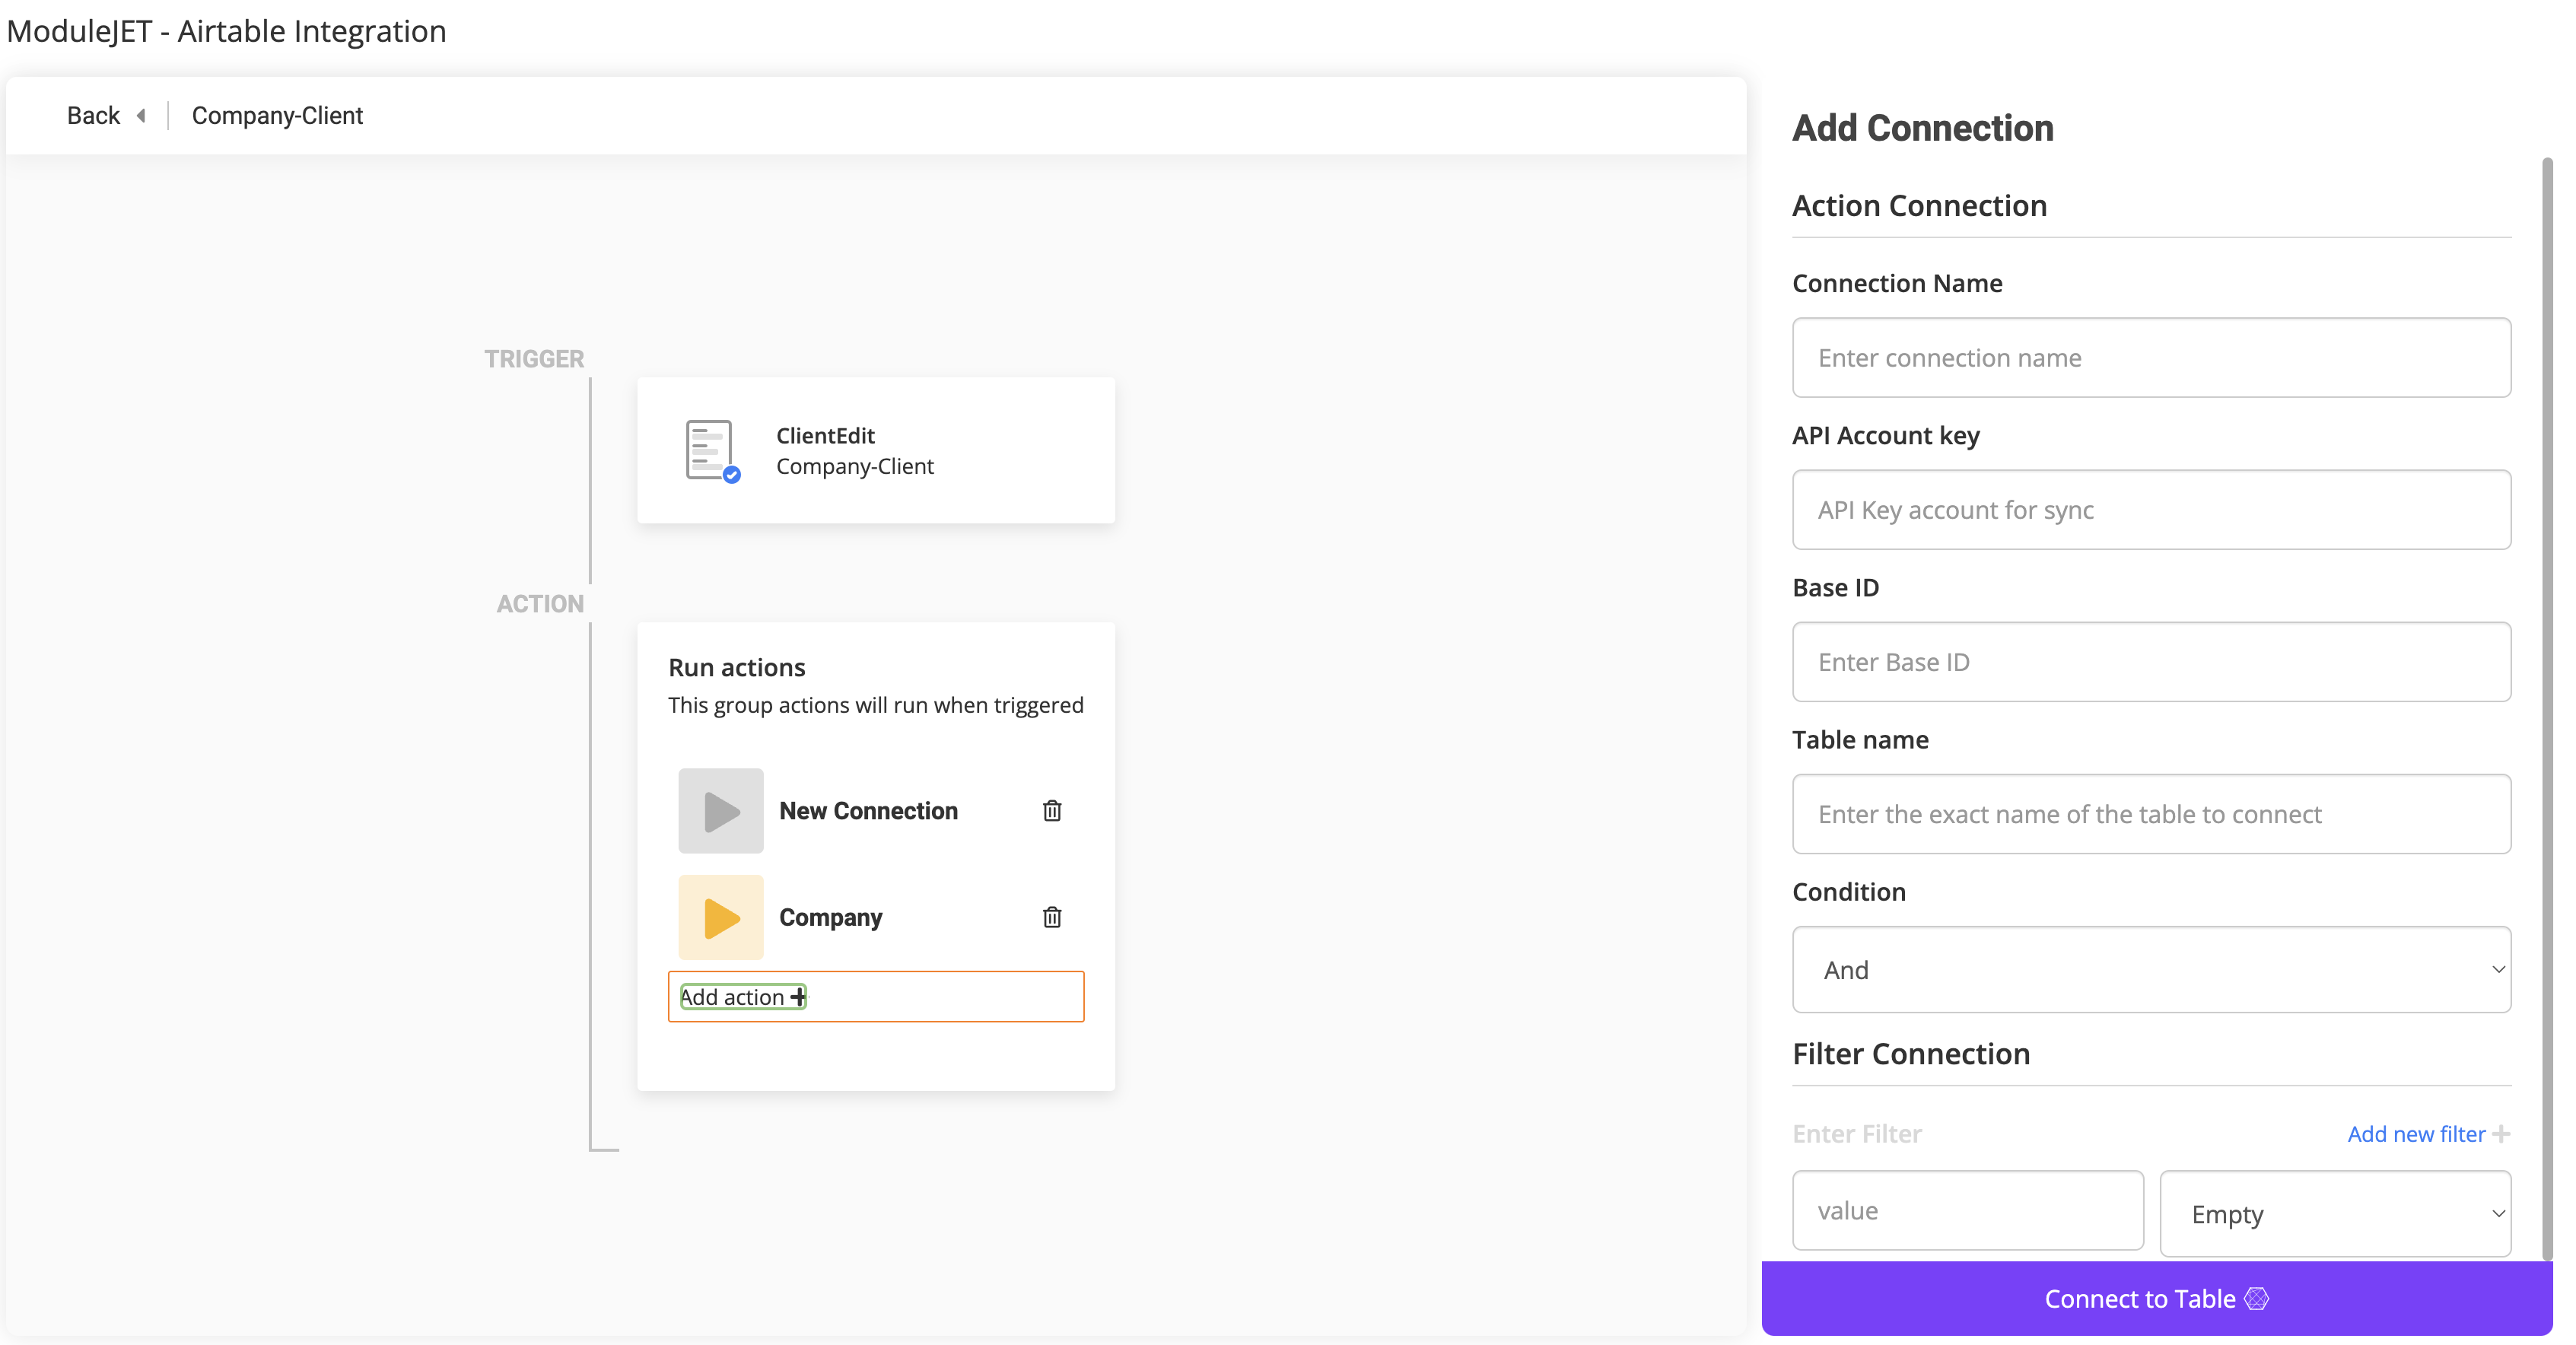 ModuleJET - Airtable Integration
Back
Company-Client
TRIGGER
ClientEdit
Company-Client
ACTION
Run actions
This group actions will run when triggered
New Connection
Company
Add action
Add Connection
Action Connection
Connection Name
Enter connection name
API Account key
API Key account for sync
Base ID
Enter Base ID
Table name
Enter the exact name of the table to connect
Condition
And
Filter Connection
Enter Filter
Add new filter
value
Empty
Connect to Table